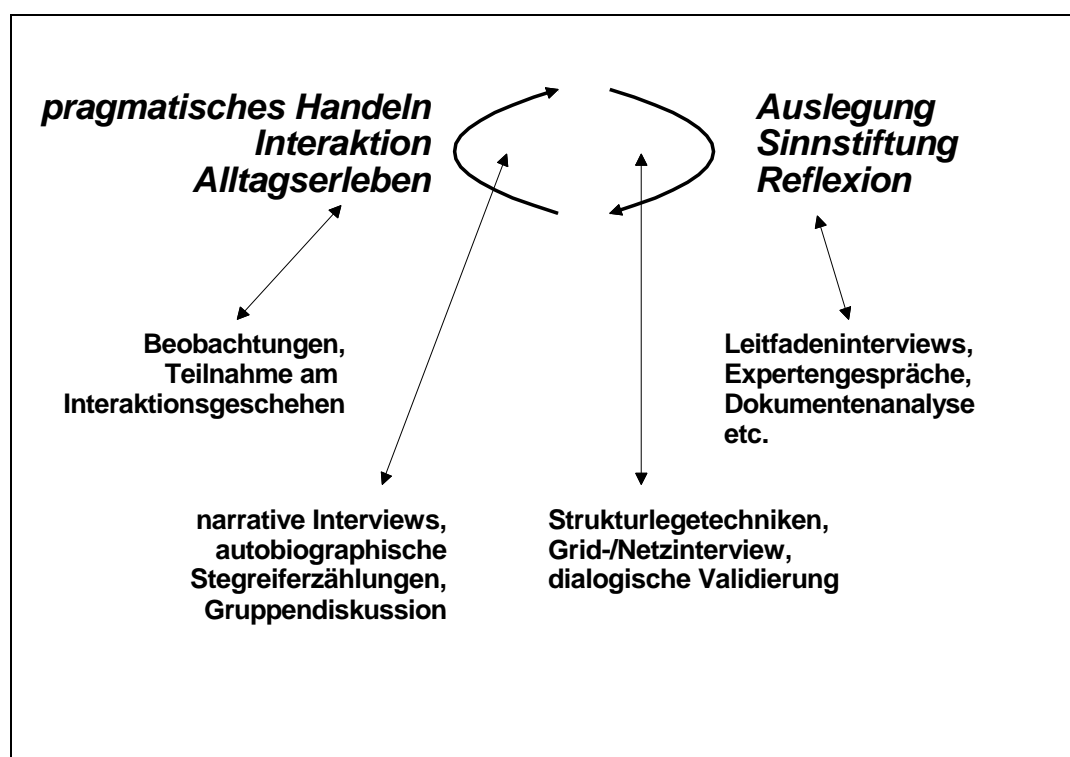 pragmatisches Handeln
Interaktion
Alltagserleben
Auslegung
Sinnstiftung
Reflexion
Beobachtungen,
Teilnahme am
Interaktionsgeschehen
Leitfadeninterviews,
Expertengespräche,
Dokumentenanalyse
etc.
narrative Interviews,
autobiographische
Stegreiferzählungen,
Gruppendiskussion
Strukturlegetechniken,
Grid-/Netzinterview,
dialogische Validierung